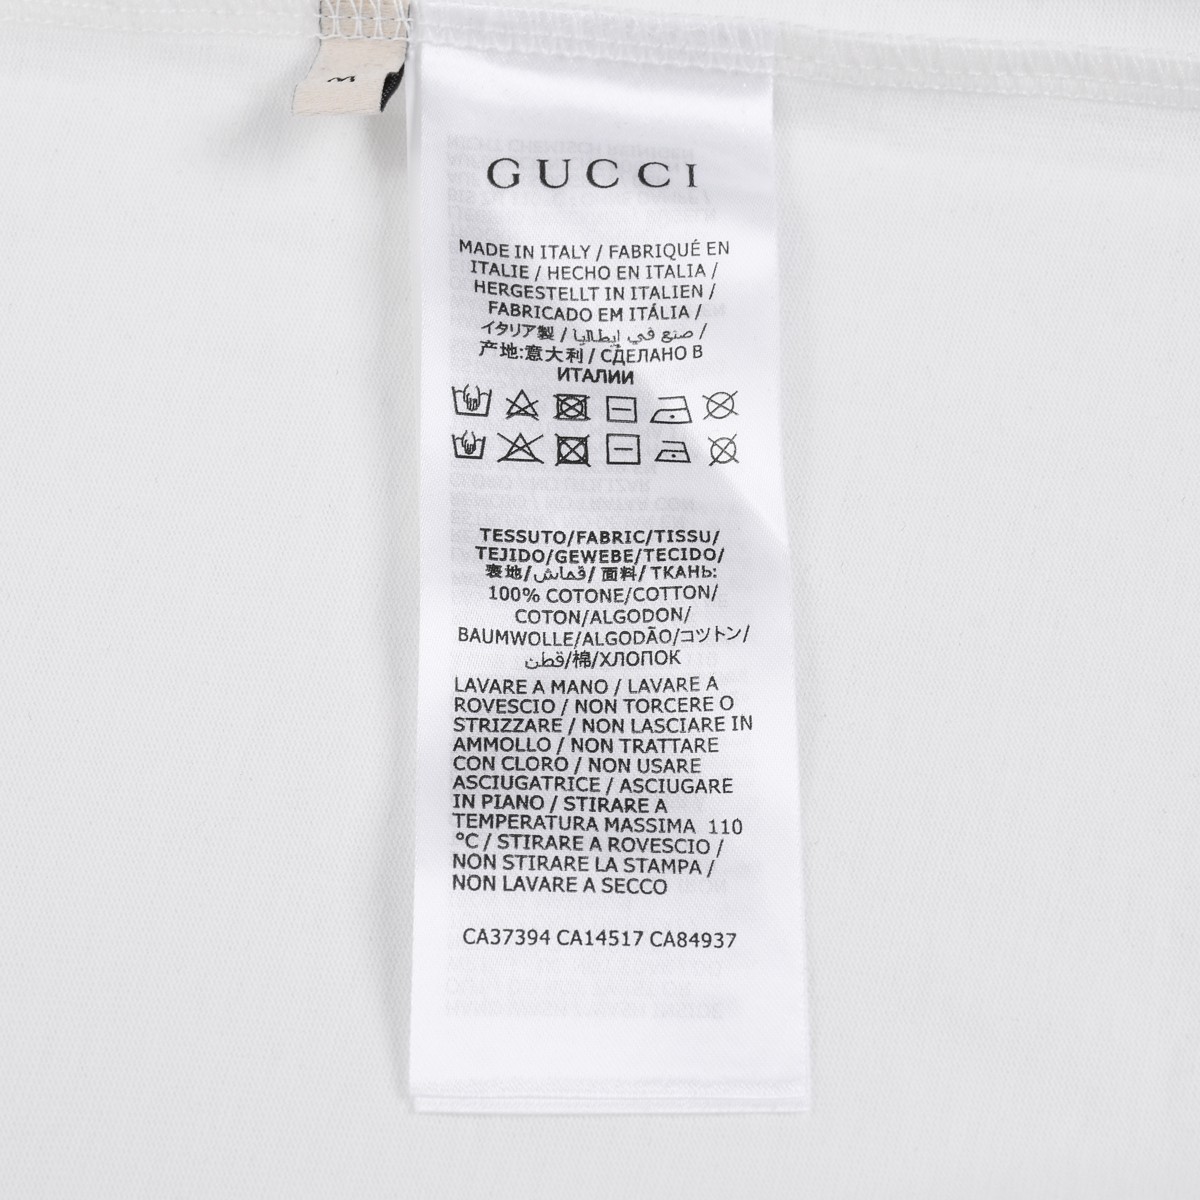 GUCCI
MADE IN ITALY / FABRIQUÉ EN
ITALIE / HECHO EN ITALIA /
HERGESTELLT IN ITALIEN /
FABRICADO EM ITÁLIA /
イタリア製 / صنع في إيطاليا /
产地:意大利 / СДЕЛАНО В
ИТАЛИИ
TESSUTO/FABRIC/TISSU/
TEJIDO/GEWEBE/TECIDO/
表地/قماش/ 面料/ ТКАНЬ:
100% COTONE/COTTON/
COTON/ALGODON/
BAUMWOLLE/ALGODÃO/コットン/
قطن/棉/ХЛОПОК
LAVARE A MANO / LAVARE A
ROVESCIO / NON TORCERE O
STRIZZARE / NON LASCIARE IN
AMMOLLO / NON TRATTARE
CON CLORO / NON USARE
ASCIUGATRICE / ASCIUGARE
IN PIANO / STIRARE A
TEMPERATURA MASSIMA  110
°C / STIRARE A ROVESCIO /
NON STIRARE LA STAMPA /
NON LAVARE A SECCO
CA37394 CA14517 CA84937